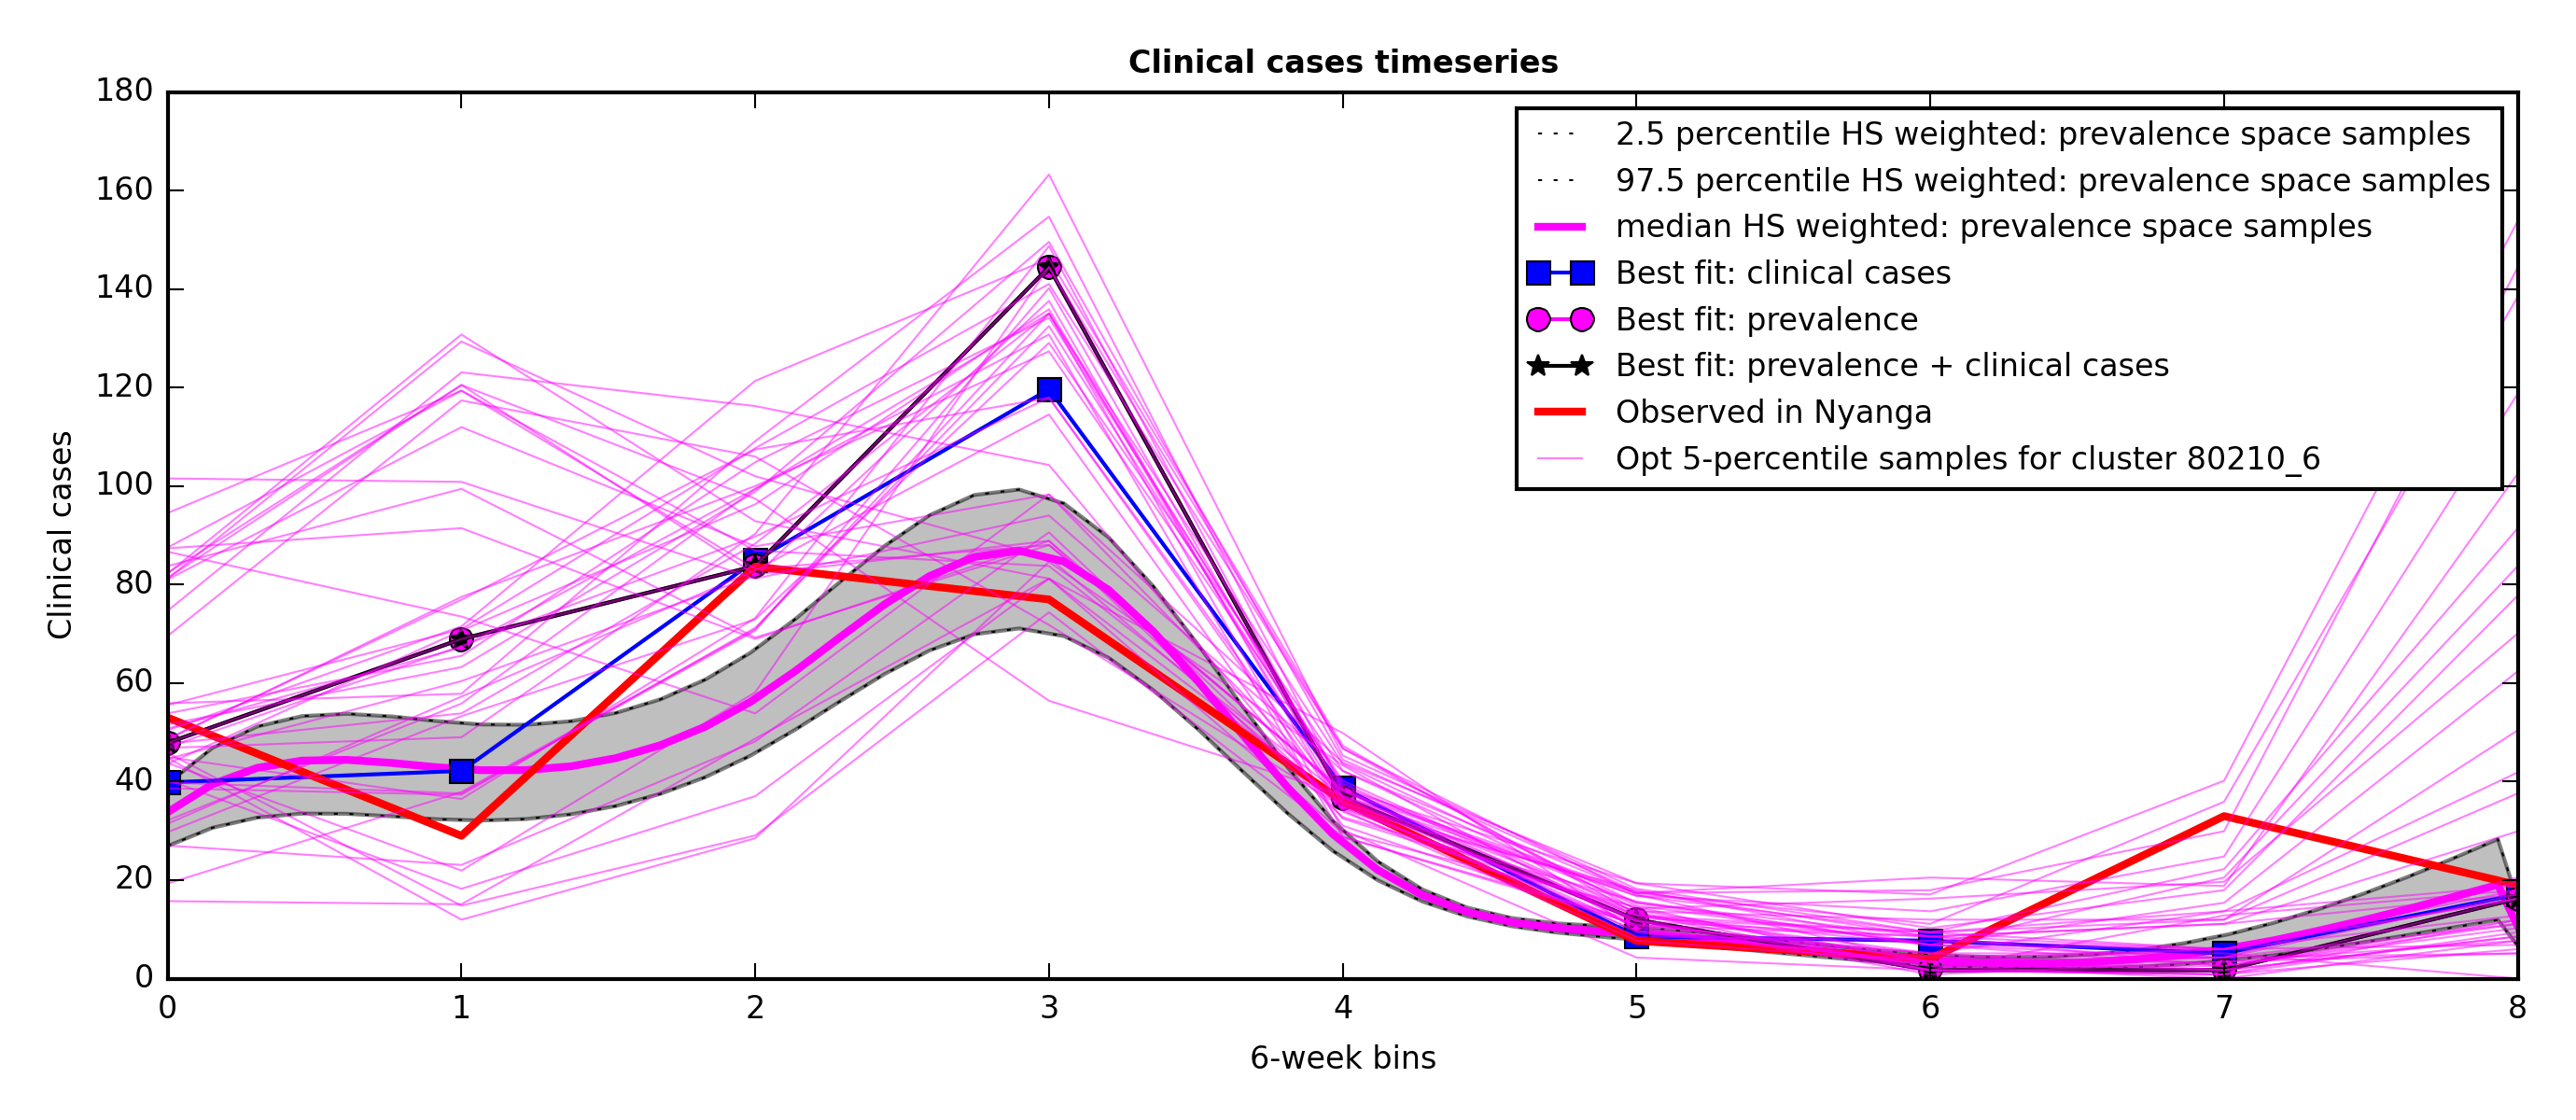 Clinical cases timeseries
180
160
140
120
100
80
60
40
20
0
Clinical cases
2.5 percentile HS weighted: prevalence space samples
97.5 percentile HS weighted: prevalence space samples
median HS weighted: prevalence space samples
Best fit: clinical cases
Best fit: prevalence
Best fit: prevalence + clinical cases
Observed in Nyanga
Opt 5-percentile samples for cluster 80210_6
0 1 2 3 4 5 6 7 8
6-week bins